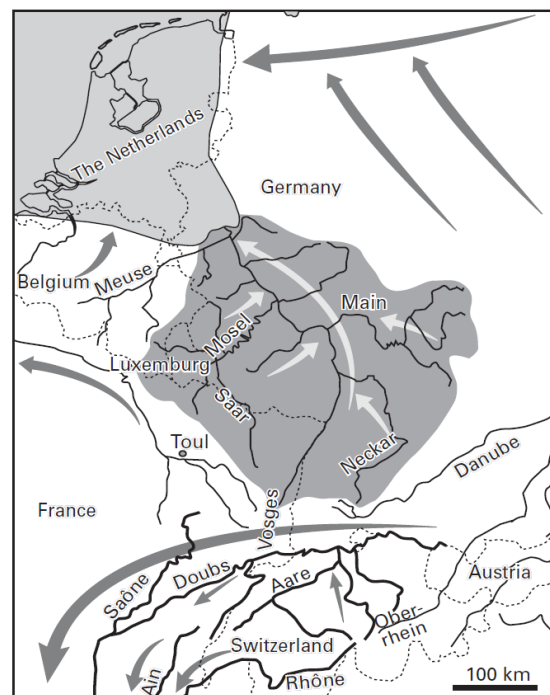 The Netherlands
Germany
Belgium
Meuse
Main
Mosel
Luxemburg
Saar
Toul
Neckar
Danube
France
Vosges
Saône
Doubs
Aare
Austria
Ober-
rhein
Switzerland
Ain
Rhône
100 km